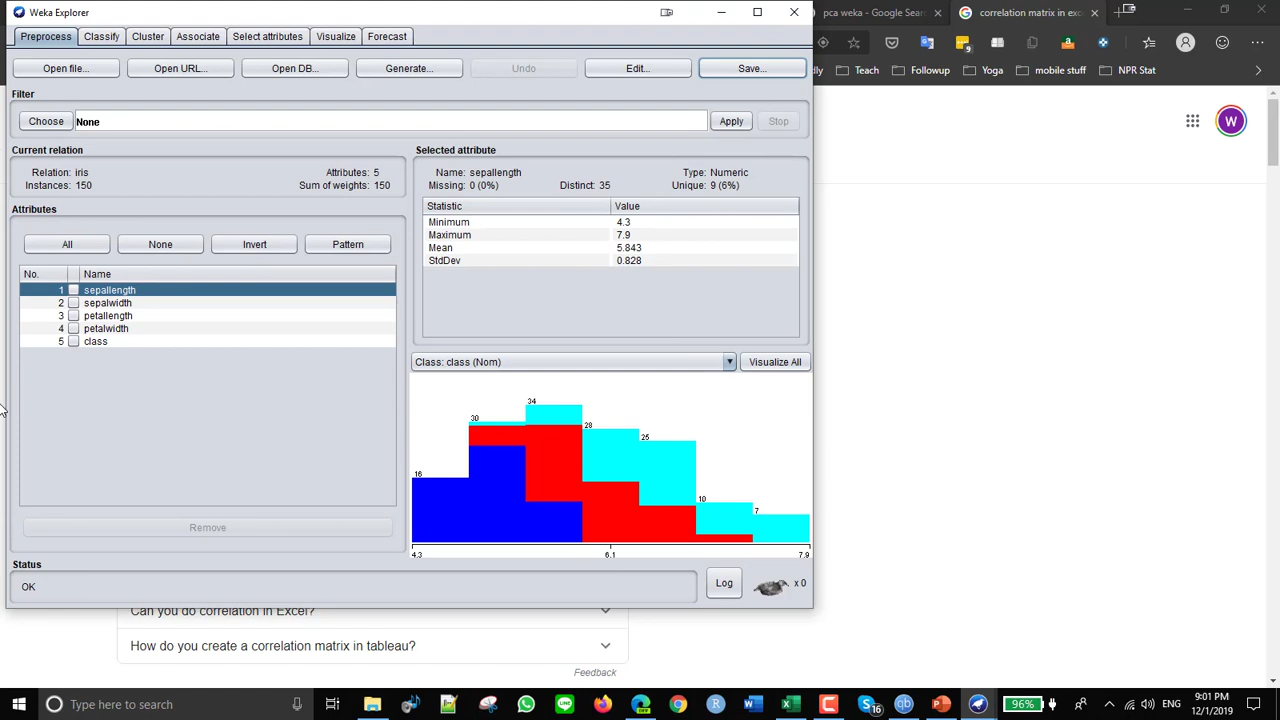 Weka Explorer
pca weka - Google Sear
correlation matrix in exc
Preprocess Classify Cluster Associate Select attributes Visualize Forecast
Open file... Open URL... Open DB... Generate... Undo Edit... Save...
Teach Followup Yoga mobile stuff NPR Stat
Filter
Choose None Apply Stop
W
Current relation
Relation: iris Attributes: 5
Instances: 150 Sum of weights: 150
Selected attribute
Name: sepallength Type: Numeric
Missing: 0 (0%) Distinct: 35 Unique: 9 (6%)
Statistic Value
Minimum 4.3
Maximum 7.9
Mean 5.843
StdDev 0.828
Attributes
All None Invert Pattern
No. Name
1 sepallength
2 sepalwidth
3 petallength
4 petalwidth
5 class
Remove
Class: class (Nom) Visualize All
16 30 34 28 25 10 7
4.3 6.1 7.9
Status
OK
Log x 0
Can you do correlation in Excel?
How do you create a correlation matrix in tableau?
Feedback
Type here to search
16
96%
ENG
9:01 PM
12/1/2019